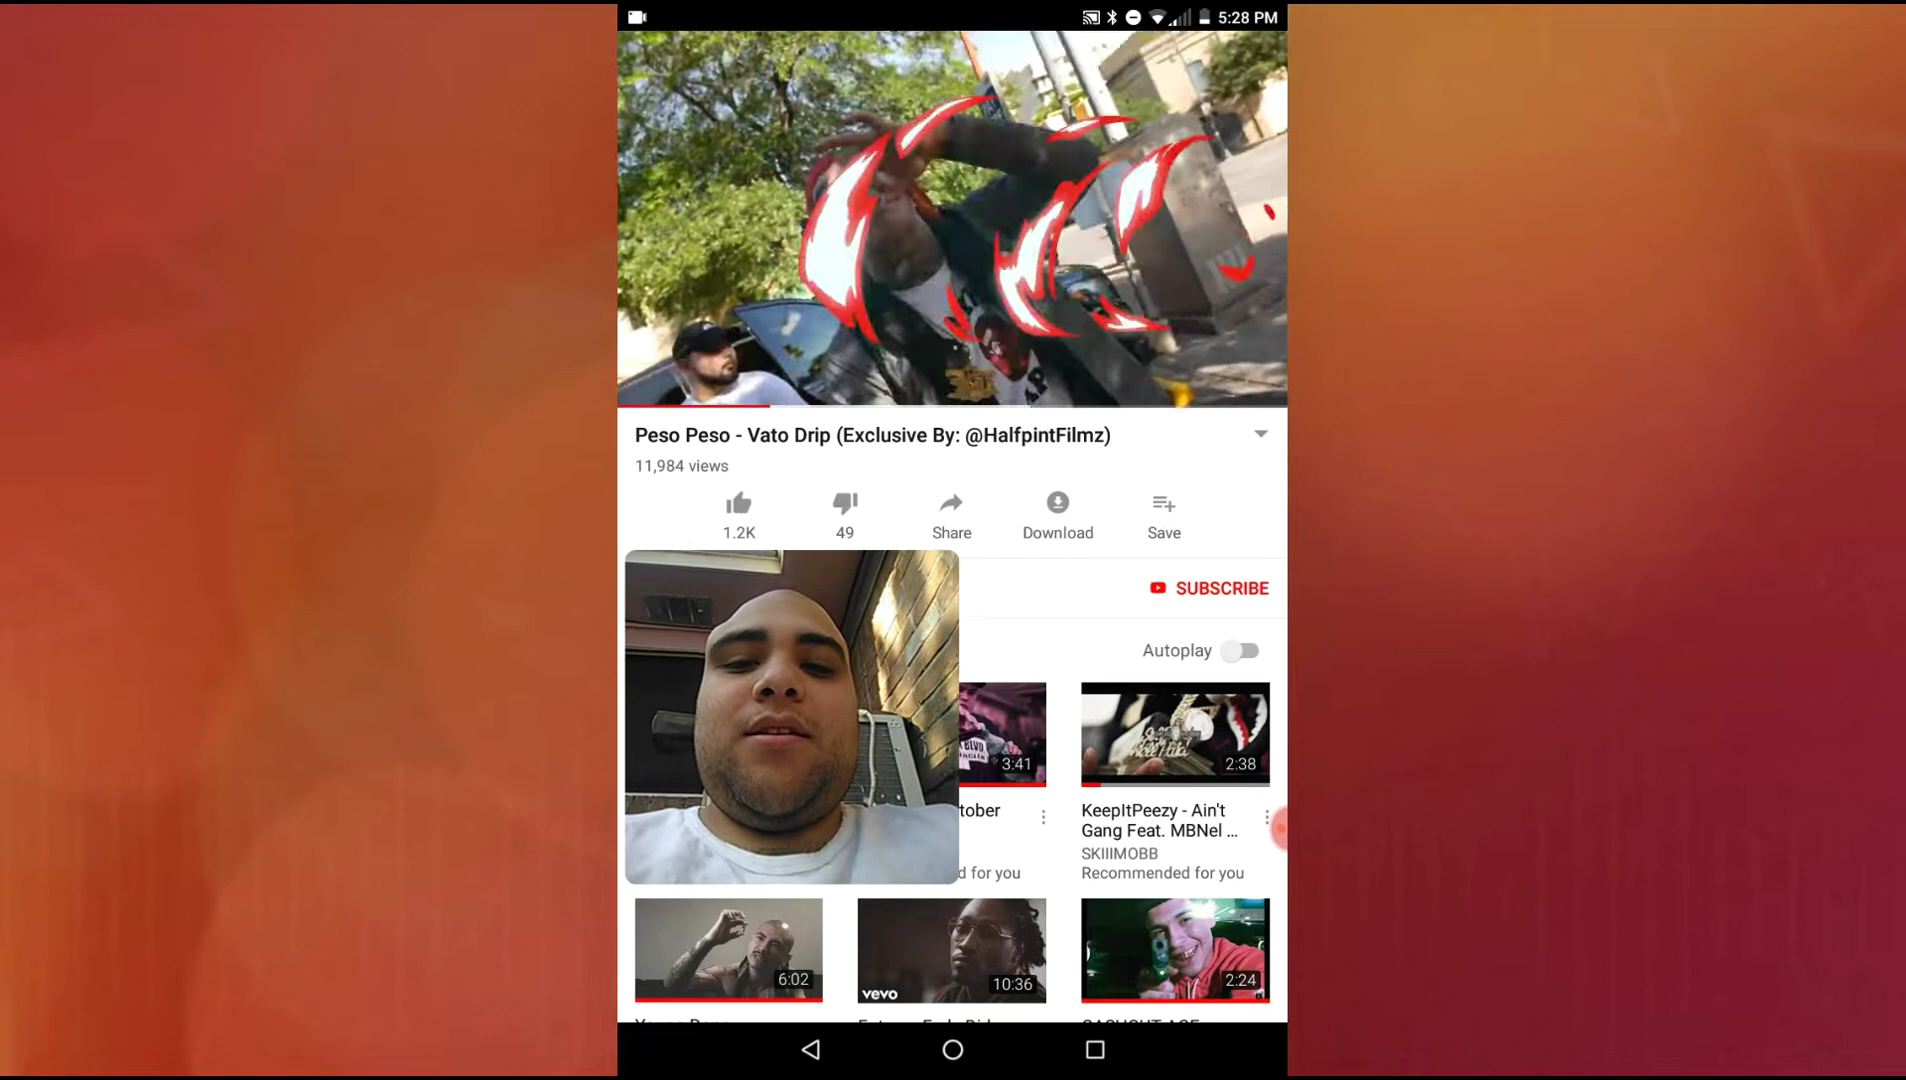 5:28 PM
Peso Peso - Vato Drip (Exclusive By: @HalfpintFilmz)
11,984 views
1.2K
49
Share
Download
Save
SUBSCRIBE
Autoplay
BLVD
3:41
2:38
tober
KeepItPeezy - Ain't
Gang Feat. MBNel ...
SKIIIMOBB
d for you
Recommended for you
6:02
vevo
10:36
2:24